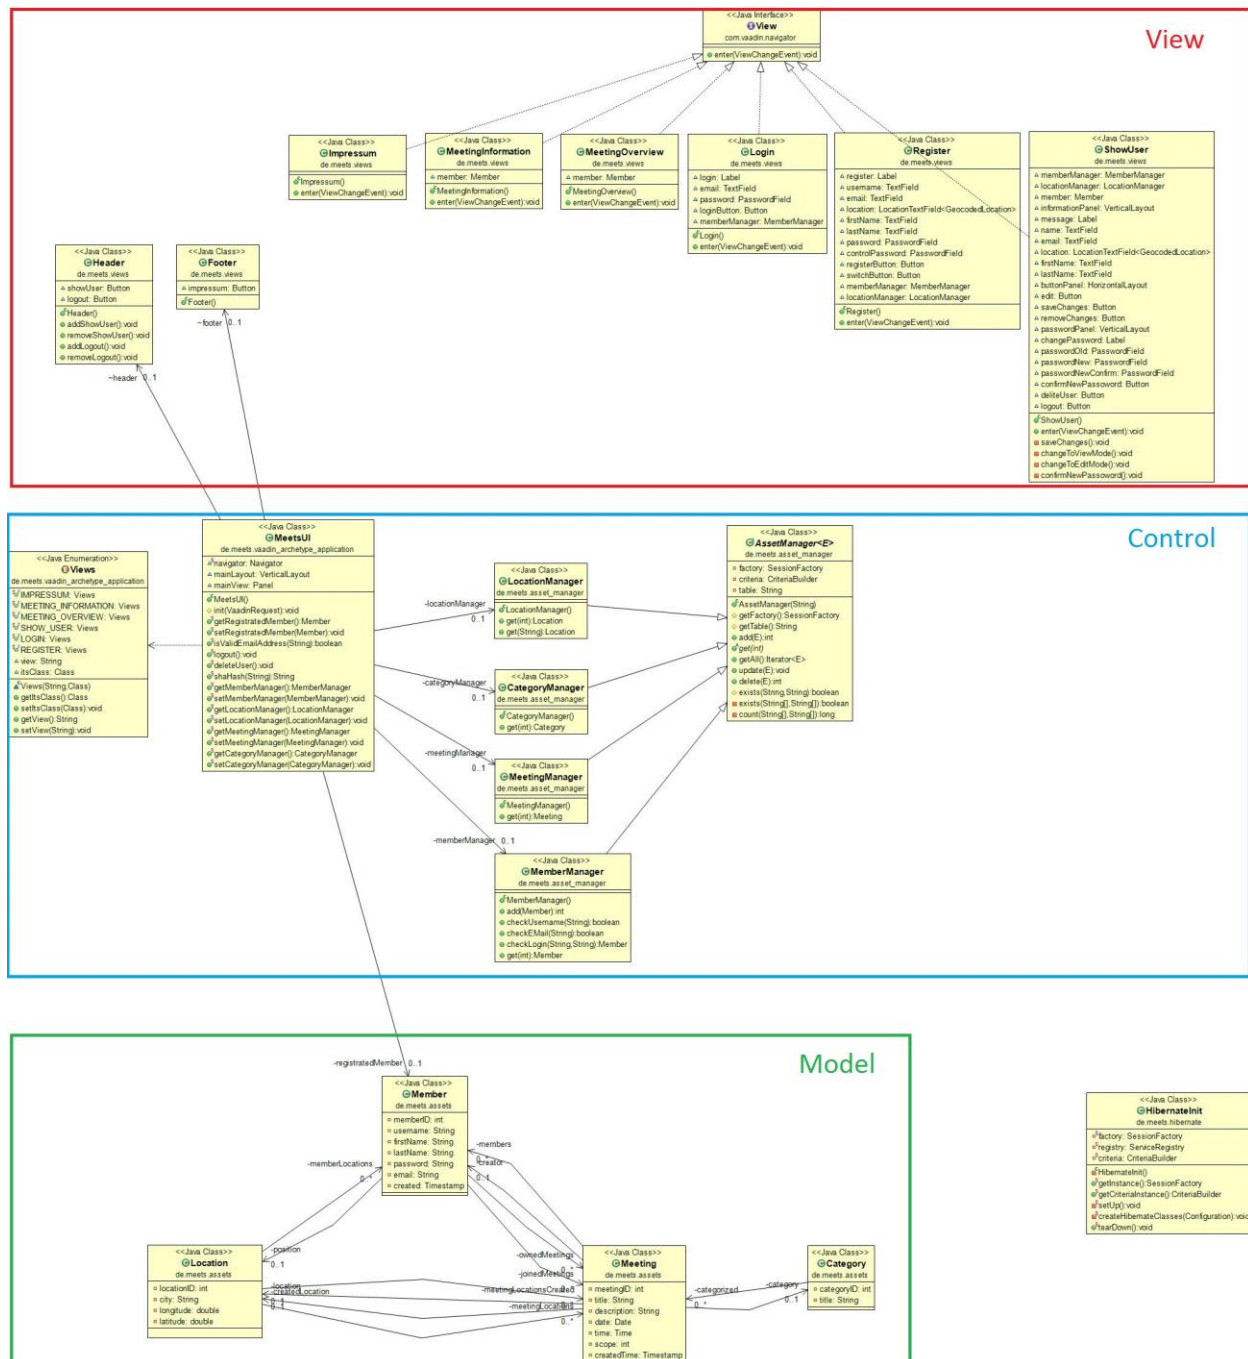 View
<<Java Interface>>
View
com.vaadin.navigator
enter(ViewChangeEvent):void
<<Java Class>>
Impressum
de.meets.views
Impressum()
enter(ViewChangeEvent):void
<<Java Class>>
MeetingInformation
de.meets.views
member: Member
MeetingInformation()
enter(ViewChangeEvent):void
<<Java Class>>
MeetingOverview
de.meets.views
member: Member
MeetingOverview()
enter(ViewChangeEvent):void
<<Java Class>>
Login
de.meets.views
login: Label
email: TextField
password: PasswordField
loginButton: Button
memberManager: MemberManager
Login()
enter(ViewChangeEvent):void
<<Java Class>>
Register
de.meets.views
register: Label
username: TextField
email: TextField
location: LocationTextField<GeocodedLocation>
firstName: TextField
lastName: TextField
password: PasswordField
controlPassword: PasswordField
registerButton: Button
switchButton: Button
memberManager: MemberManager
locationManager: LocationManager
Register()
enter(ViewChangeEvent):void
<<Java Class>>
ShowUser
de.meets.views
memberManager: MemberManager
locationManager: LocationManager
member: Member
informationPanel: VerticalLayout
message: Label
name: TextField
email: TextField
location: LocationTextField<GeocodedLocation>
firstName: TextField
lastName: TextField
buttonPanel: HorizontalLayout
edit: Button
saveChanges: Button
removeChanges: Button
passwordPanel: VerticalLayout
changePassword: Label
passwordOld: PasswordField
passwordNew: PasswordField
passwordNewConfirm: PasswordField
confirmNewPassoword: Button
deliteUser: Button
logout: Button
ShowUser()
enter(ViewChangeEvent):void
saveChanges():void
changeToViewMode():void
changeToEditMode():void
confirmNewPassoword():void
<<Java Class>>
Header
de.meets.views
showUser: Button
logout: Button
Header()
addShowUser():void
removeShowUser():void
addLogout():void
removeLogout():void
~header 0..1
<<Java Class>>
Footer
de.meets.views
impressum: Button
Footer()
~footer 0..1
Control
<<Java Enumeration>>
Views
de.meets.vaadin_archetype_application
IMPRESSUM: Views
MEETING_INFORMATION: Views
MEETING_OVERVIEW: Views
SHOW_USER: Views
LOGIN: Views
REGISTER: Views
view: String
itsClass: Class
Views(String,Class)
getItsClass():Class
setItsClass(Class):void
getView():String
setView(String):void
<<Java Class>>
MeetsUI
de.meets.vaadin_archetype_application
navigator: Navigator
mainLayout: VerticalLayout
mainView: Panel
MeetsUI()
init(VaadinRequest):void
getRegistratedMember():Member
setRegistratedMember(Member):void
isValidEmailAddress(String):boolean
logout():void
deleteUser():void
shaHash(String):String
getMemberManager():MemberManager
setMemberManager(MemberManager):void
getLocationManager():LocationManager
setLocationManager(LocationManager):void
getMeetingManager():MeetingManager
setMeetingManager(MeetingManager):void
getCategoryManager():CategoryManager
setCategoryManager(CategoryManager):void
-locationManager
0..1
-categoryManager
0..1
-meetingManager
0..1
-memberManager 0..1
<<Java Class>>
LocationManager
de.meets.asset_manager
LocationManager()
get(int):Location
get(String):Location
<<Java Class>>
CategoryManager
de.meets.asset_manager
CategoryManager()
get(int):Category
<<Java Class>>
MeetingManager
de.meets.asset_manager
MeetingManager()
get(int):Meeting
<<Java Class>>
MemberManager
de.meets.asset_manager
MemberManager()
add(Member):int
checkUsername(String):boolean
checkEMail(String):boolean
checkLogin(String,String):Member
get(int):Member
<<Java Class>>
AssetManager<E>
de.meets.asset_manager
factory: SessionFactory
criteria: CriteriaBuilder
table: String
AssetManager(String)
getFactory():SessionFactory
getTable():String
add(E):int
get(int)
getAll():Iterator<E>
update(E):void
delete(E):int
exists(String,String):boolean
exists(String[],String[]):boolean
count(String[],String[]):long
Model
-registratedMember 0..1
<<Java Class>>
Member
de.meets.assets
memberID: int
username: String
firstName: String
lastName: String
password: String
email: String
created: Timestamp
-memberLocations
0..*
-members
0..*
-creator
0..1
-position
0..1
<<Java Class>>
Location
de.meets.assets
locationID: int
city: String
longitude: double
latitude: double
-location
-createdLocation
0..1
-ownedMeetings
0..*
-joinedMeetings
-meetingLocationsCreated
-meetingLocations
0..*
<<Java Class>>
Meeting
de.meets.assets
meetingID: int
title: String
description: String
date: Date
time: Time
scope: int
createdTime: Timestamp
-categorized
0..*
-category
0..1
<<Java Class>>
Category
de.meets.assets
categoryID: int
title: String
<<Java Class>>
HibernateInit
de.meets.hibernate
factory: SessionFactory
registry: ServiceRegistry
criteria: CriteriaBuilder
HibernateInit()
getInstance():SessionFactory
getCriteriaInstance():CriteriaBuilder
setUp():void
createHibernateClasses(Configuration):void
tearDown():void